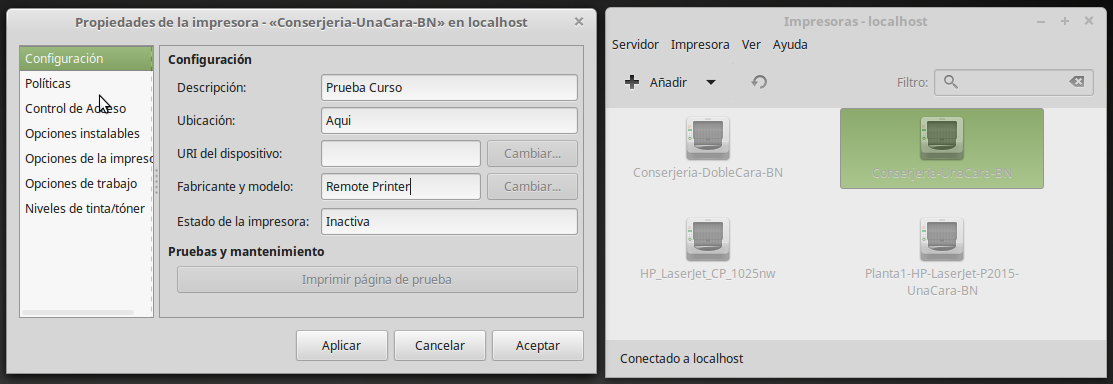 Propiedades de la impresora - «Conserjeria-UnaCara-BN» en localhost
Configuración
Políticas
Control de Acceso
Opciones instalables
Opciones de la impreso
Opciones de trabajo
Niveles de tinta/tóner
Configuración
Descripción: Prueba Curso
Ubicación: Aqui
URI del dispositivo: Cambiar...
Fabricante y modelo: Remote Printer Cambiar...
Estado de la impresora: Inactiva
Pruebas y mantenimiento
Imprimir página de prueba
Aplicar Cancelar Aceptar
Impresoras - localhost
Servidor Impresora Ver Ayuda
Añadir Filtro:
Conserjeria-DobleCara-BN Conserjeria-UnaCara-BN
HP_LaserJet_CP_1025nw Planta1-HP-LaserJet-P2015-
UnaCara-BN
Conectado a localhost